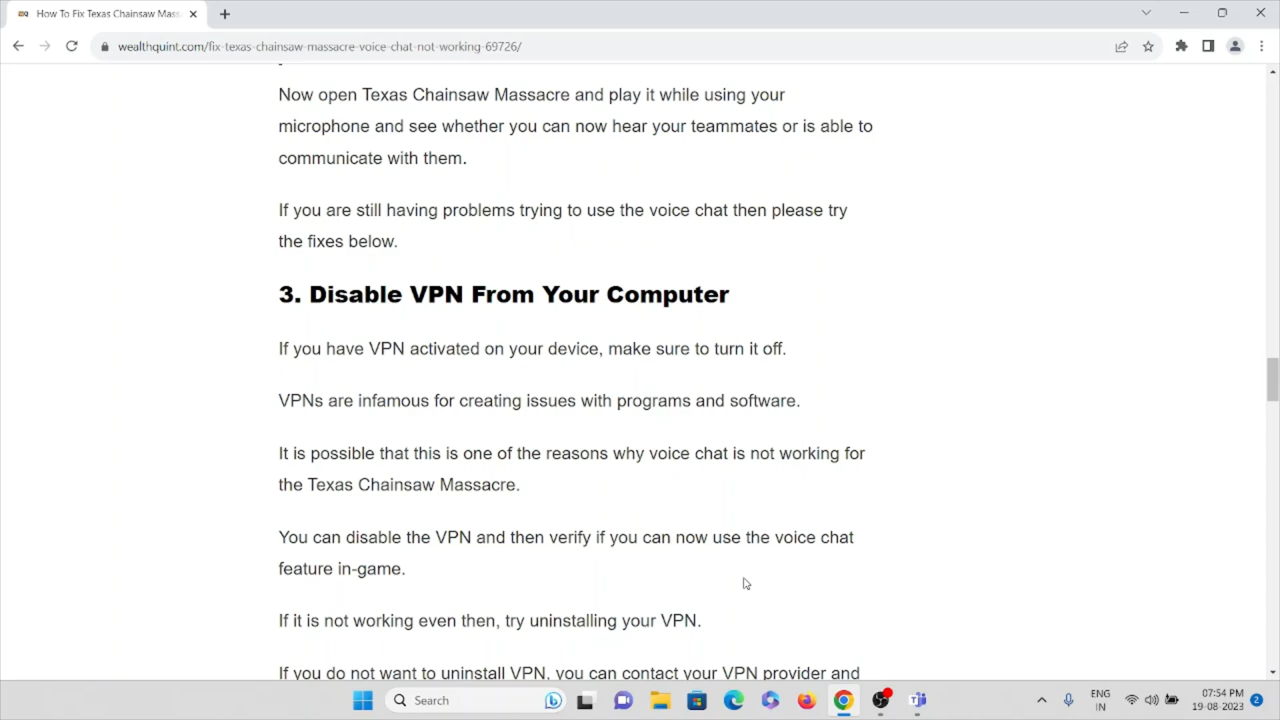 How To Fix Texas Chainsaw Mass
wealthquint.com/fix-texas-chainsaw-massacre-voice-chat-not-working-69726/
Now open Texas Chainsaw Massacre and play it while using your
microphone and see whether you can now hear your teammates or is able to
communicate with them.
If you are still having problems trying to use the voice chat then please try
the fixes below.
3. Disable VPN From Your Computer
If you have VPN activated on your device, make sure to turn it off.
VPNs are infamous for creating issues with programs and software.
It is possible that this is one of the reasons why voice chat is not working for
the Texas Chainsaw Massacre.
You can disable the VPN and then verify if you can now use the voice chat
feature in-game.
If it is not working even then, try uninstalling your VPN.
If you do not want to uninstall VPN, you can contact your VPN provider and
Search
ENG
IN
07:54 PM
19-08-2023
2